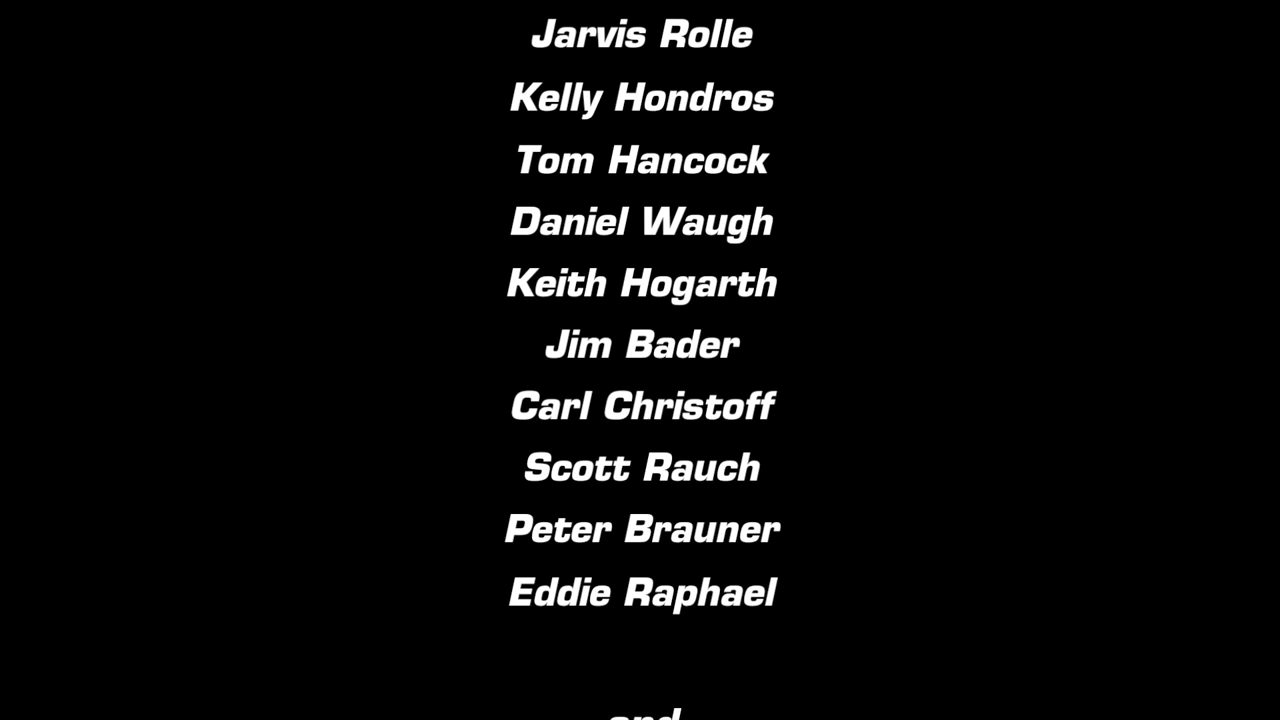 Jarvis Rolle
Kelly Hondros
Tom Hancock
Daniel Waugh
Keith Hogarth
Jim Bader
Carl Christoff
Scott Rauch
Peter Brauner
Eddie Raphael
and